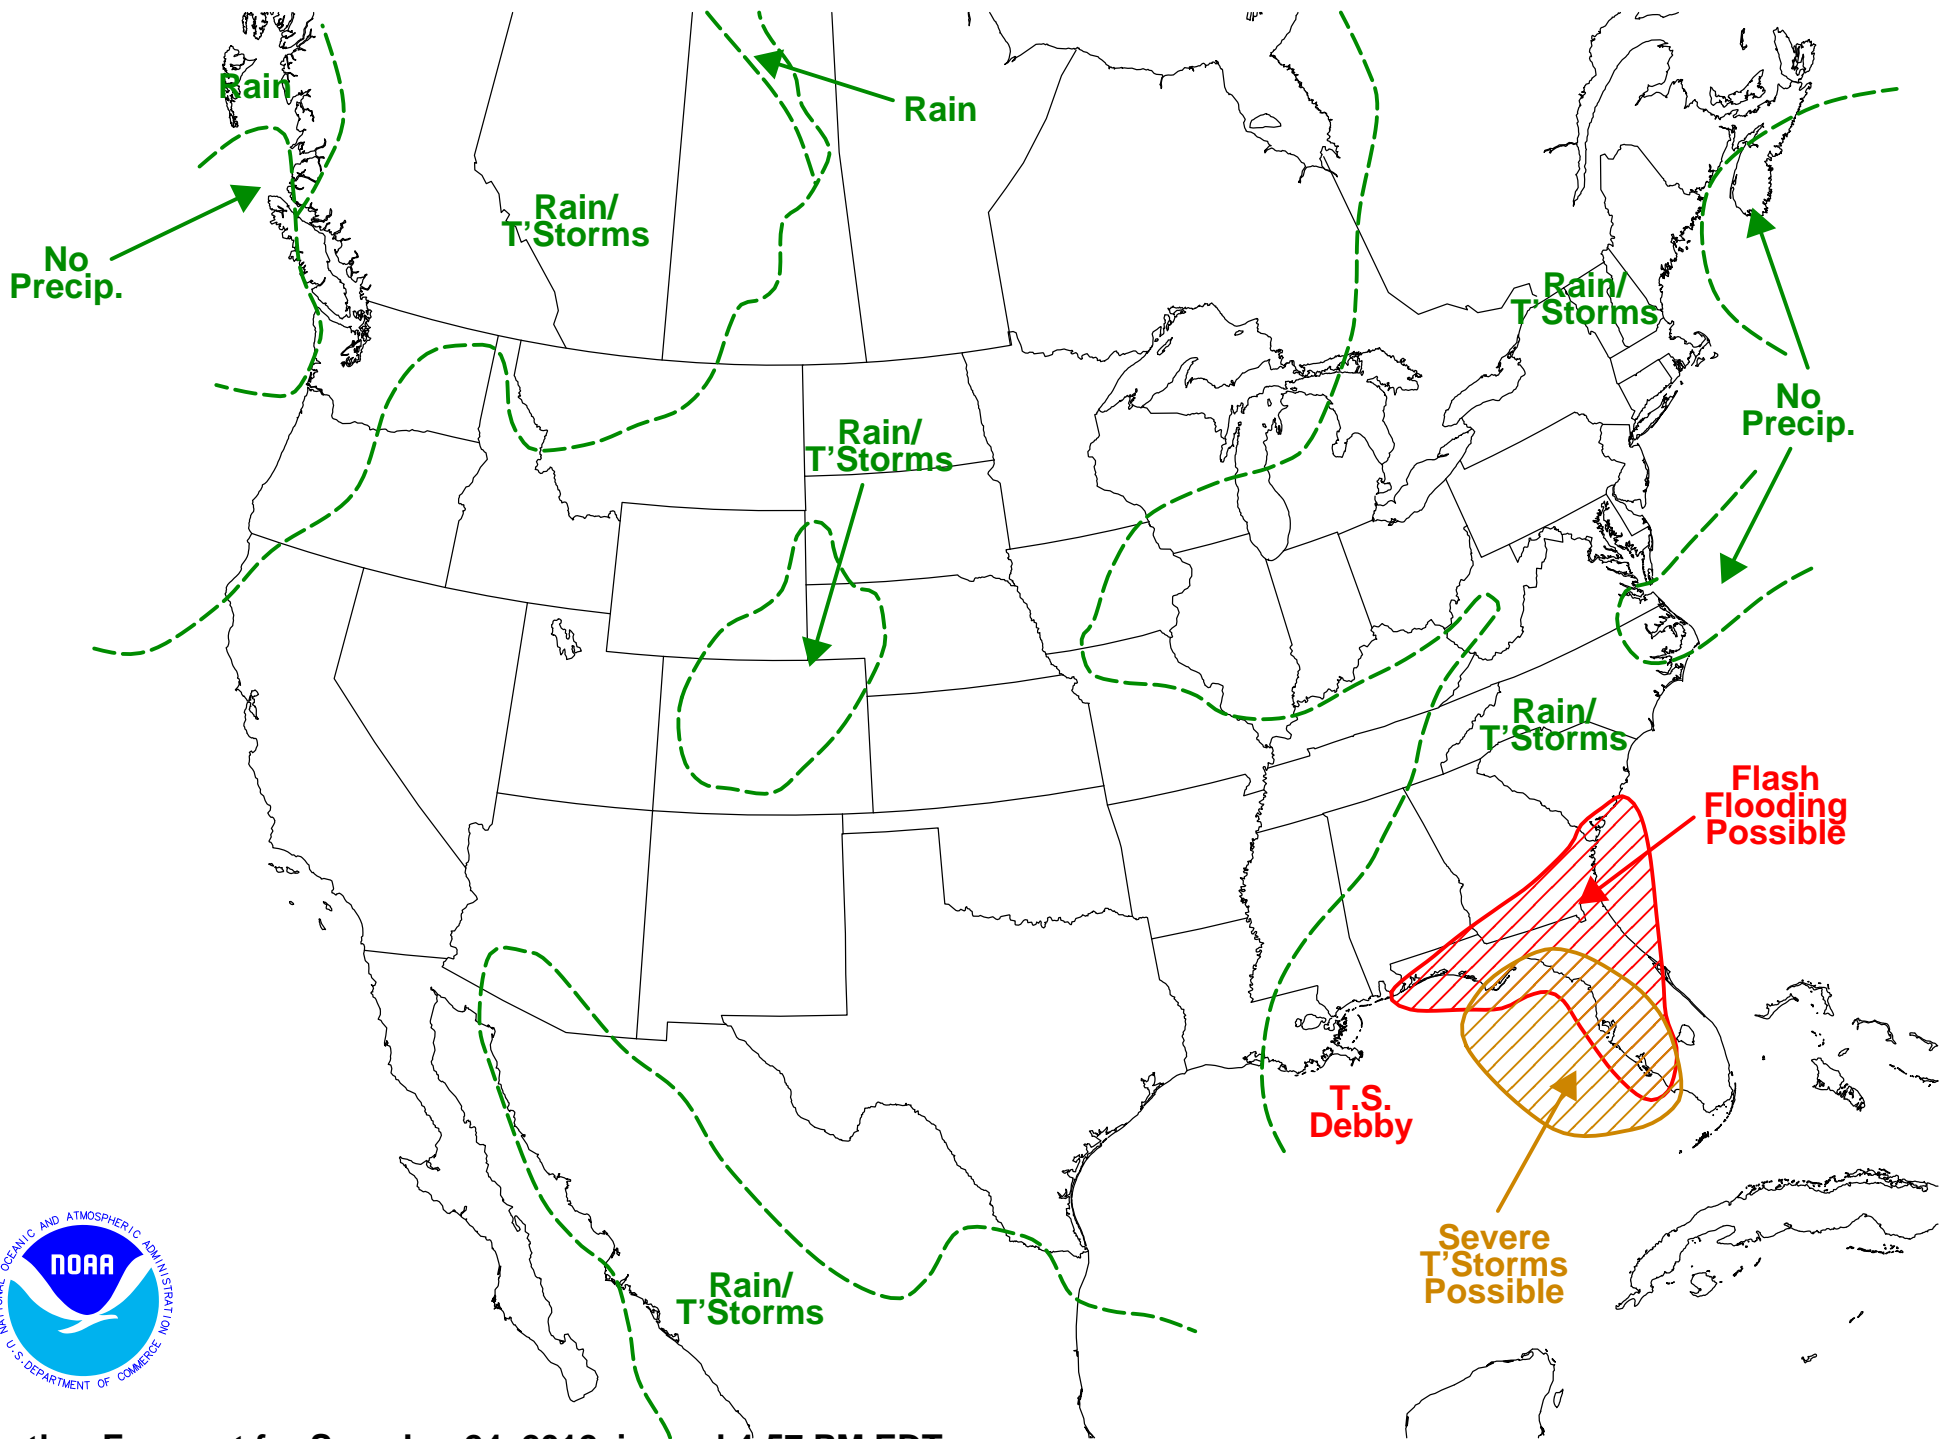 Rain
Rain
Rain/
T'Storms
No
Precip.
Rain/
T'Storms
No
Precip.
Rain/
T'Storms
Rain/
T'Storms
Flash
Flooding
Possible
T.S.
Debby
Severe
T'Storms
Possible
Rain/
T'Storms
NOAA
OCEANIC AND ATMOSPHERIC ADMINISTRATION
U.S. DEPARTMENT OF COMMERCE